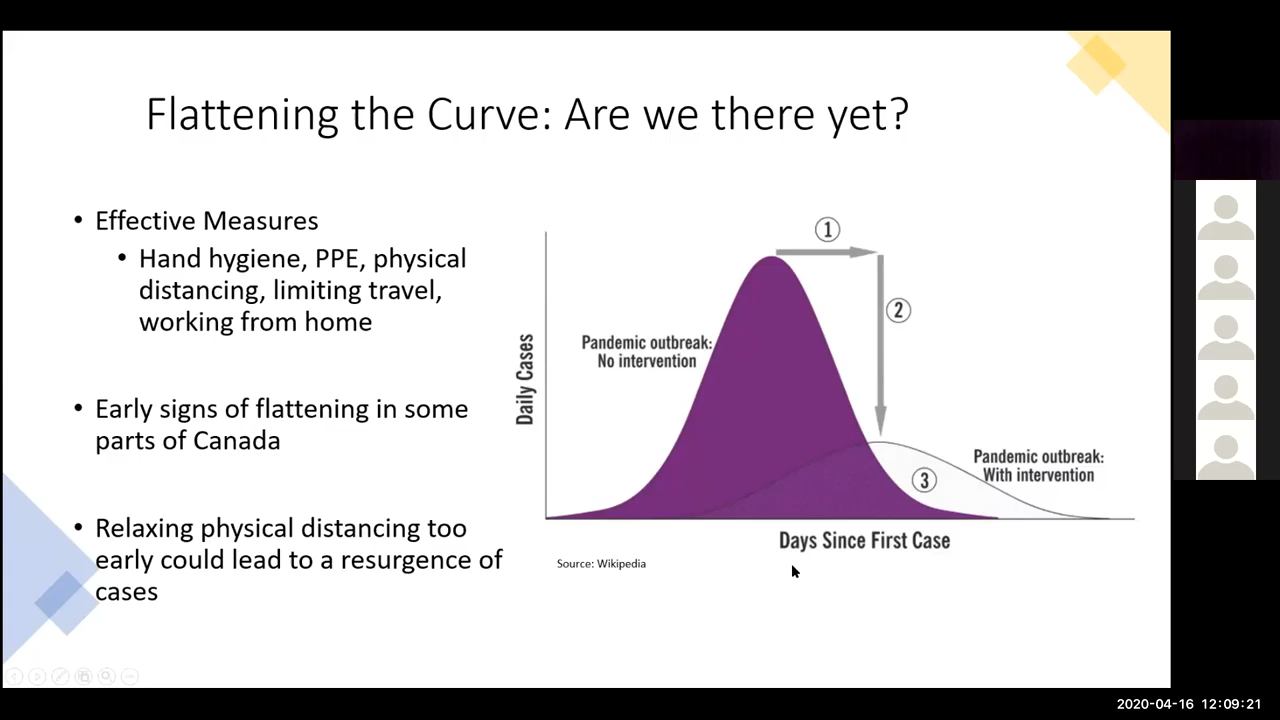 Flattening the Curve: Are we there yet?
• Effective Measures
• Hand hygiene, PPE, physical
distancing, limiting travel,
working from home
• Early signs of flattening in some
parts of Canada
• Relaxing physical distancing too
early could lead to a resurgence of
cases
Daily Cases
Pandemic outbreak:
No intervention
1
2
3
Pandemic outbreak:
With intervention
Days Since First Case
Source: Wikipedia
2020-04-16 12:09:21